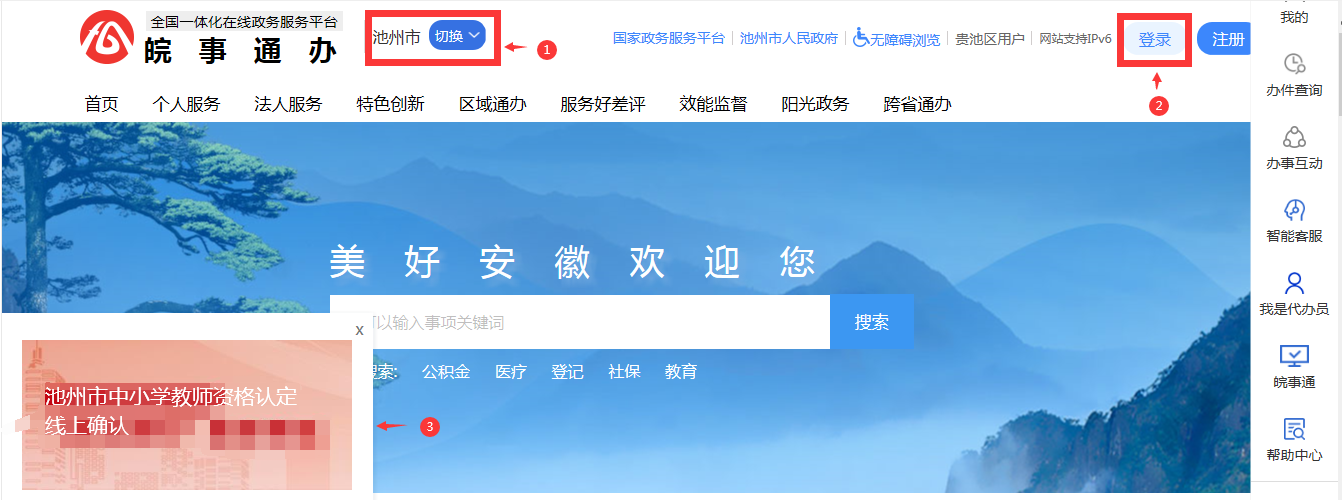 全国一体化在线政务服务平台
皖事通办
池州市 切换
1
国家政务服务平台 池州市人民政府 无障碍浏览 贵池区用户 网站支持IPv6
登录 注册
2
首页 个人服务 法人服务 特色创新 区域通办 服务好差评 效能监督 阳光政务 跨省通办
美好安徽欢迎您
可以输入事项关键词 搜索
搜索: 公积金 医疗 登记 社保 教育
x
池州市中小学教师资格认定
线上确认
3
我的
办件查询
办事互动
智能客服
我是代办员
皖事通
帮助中心